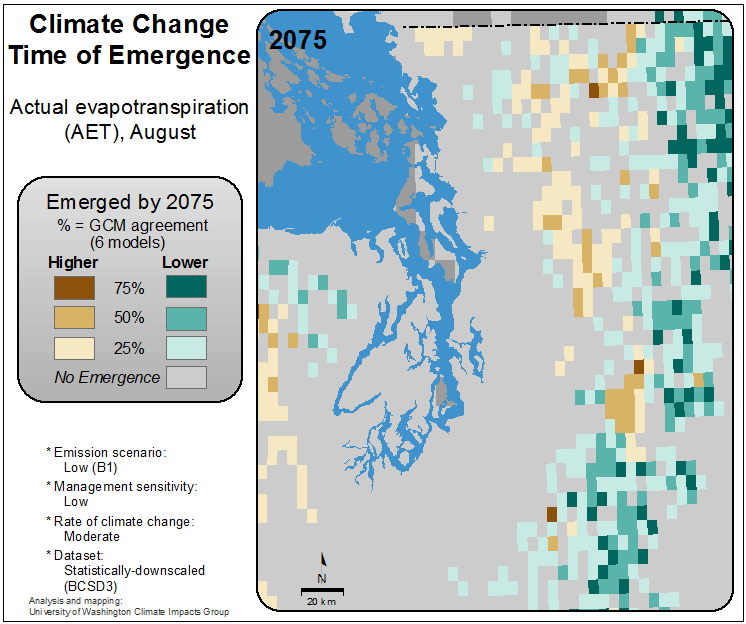 Climate Change
Time of Emergence
Actual evapotranspiration
(AET), August
2075
Emerged by 2075
% = GCM agreement
(6 models)
Higher Lower
75%
50%
25%
No Emergence
* Emission scenario:
Low (B1)
* Management sensitivity:
Low
* Rate of climate change:
Moderate
* Dataset:
Statistically-downscaled
(BCSD3)
Analysis and mapping:
University of Washington Climate Impacts Group
N
20 km